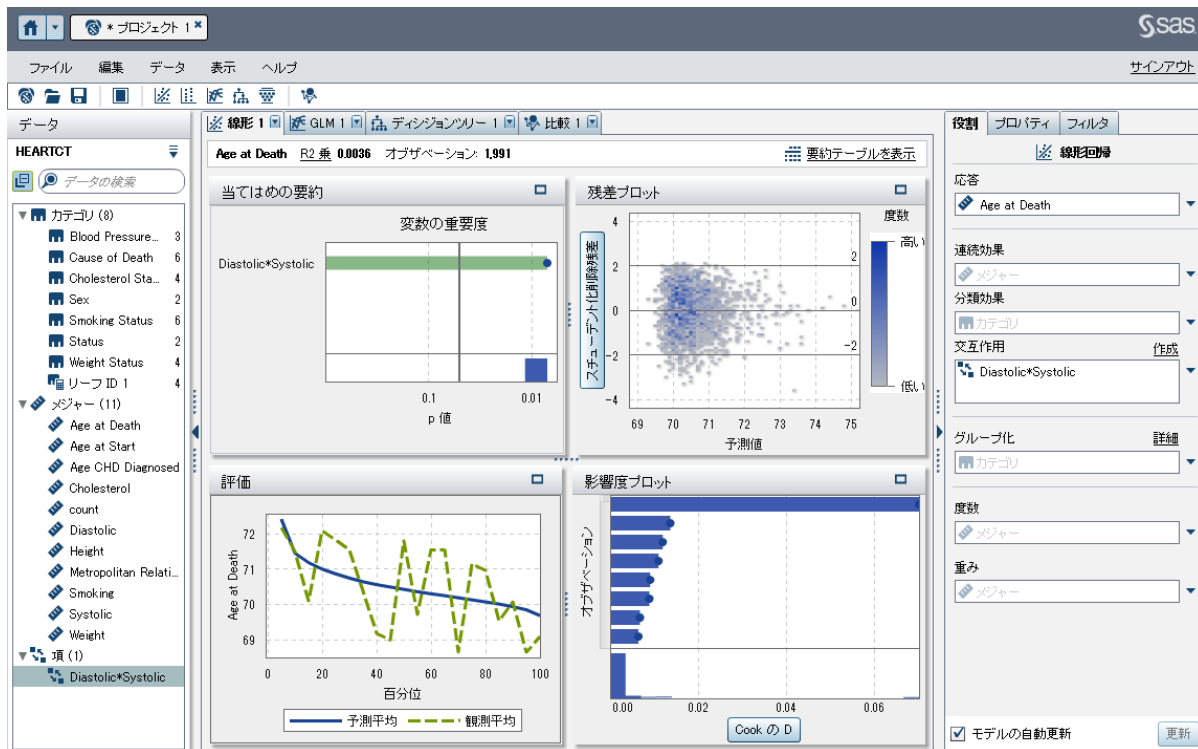 * プロジェクト 1
sas
ファイル 編集 データ 表示 ヘルプ
サインアウト
データ
HEARTCT
データの検索
カテゴリ (8)
Blood Pressure... 3
Cause of Death 6
Cholesterol Sta... 4
Sex 2
Smoking Status 6
Status 2
Weight Status 4
リーフ ID 1 4
メジャー (11)
Age at Death
Age at Start
Age CHD Diagnosed
Cholesterol
count
Diastolic
Height
Metropolitan Relati...
Smoking
Systolic
Weight
項 (1)
Diastolic*Systolic
線形 1 GLM 1 ディシジョンツリー 1 比較 1
Age at Death R2 乗 0.0036 オブザベーション: 1,991 要約テーブルを表示
当てはめの要約
変数の重要度
Diastolic*Systolic
0.1 0.01
p 値
残差プロット
スチューデント化削除残差
4
2
0
-2
-4
2
0
-2
69 70 71 72 73 74 75
予測値
度数
高い
低い
評価
Age at Death
72
71
70
69
0 20 40 60 80 100
百分位
予測平均 観測平均
影響度プロット
オブザベーション
0.00 0.02 0.04 0.06
Cook の D
役割 プロパティ フィルタ
線形回帰
応答
Age at Death
連続効果
メジャー
分類効果
カテゴリ
交互作用 作成
Diastolic*Systolic
グループ化 詳細
カテゴリ
度数
メジャー
重み
メジャー
モデルの自動更新 更新